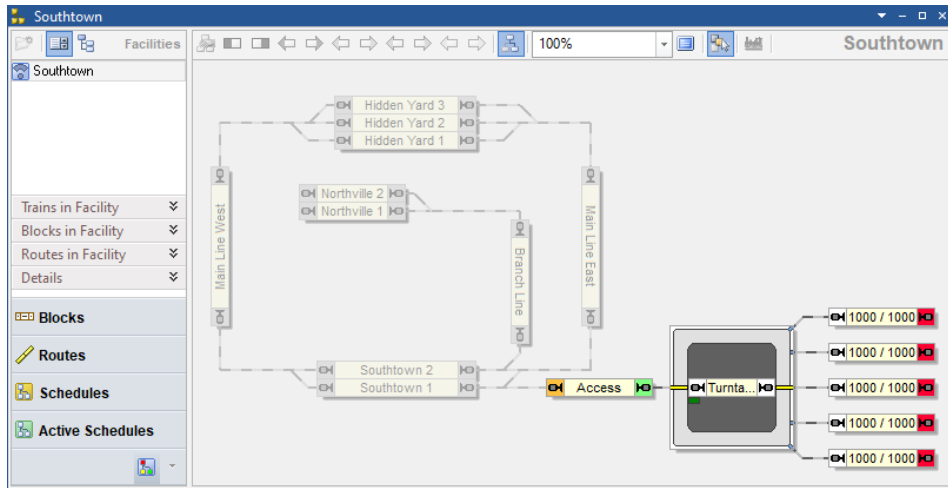 Southtown
Facilities
100%
Southtown
Southtown
Trains in Facility
Blocks in Facility
Routes in Facility
Details
Blocks
Routes
Schedules
Active Schedules
Hidden Yard 3
Hidden Yard 2
Hidden Yard 1
Northville 2
Northville 1
Main Line West
Branch Line
Main Line East
Southtown 2
Southtown 1
Access
Turnta...
1000 / 1000
1000 / 1000
1000 / 1000
1000 / 1000
1000 / 1000